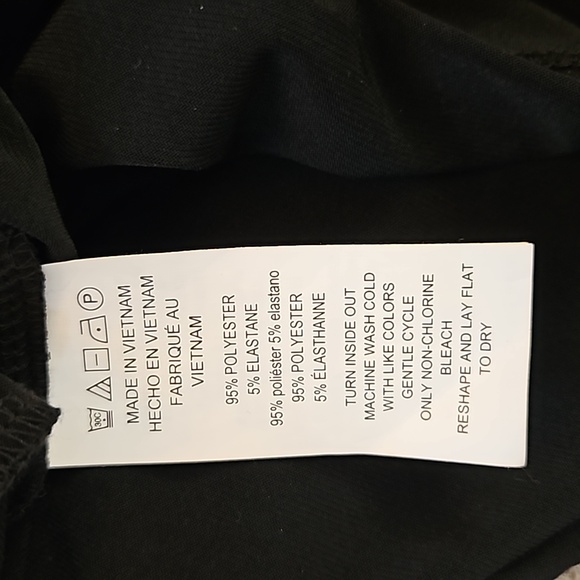 30C P
MADE IN VIETNAM
HECHO EN VIETNAM
FABRIQUÉ AU
VIETNAM
95% POLYESTER
5% ELASTANE
95% poliéster 5% elastano
95% POLYESTER
5% ÉLASTHANNE
TURN INSIDE OUT
MACHINE WASH COLD
WITH LIKE COLORS
GENTLE CYCLE
ONLY NON-CHLORINE
BLEACH
RESHAPE AND LAY FLAT
TO DRY